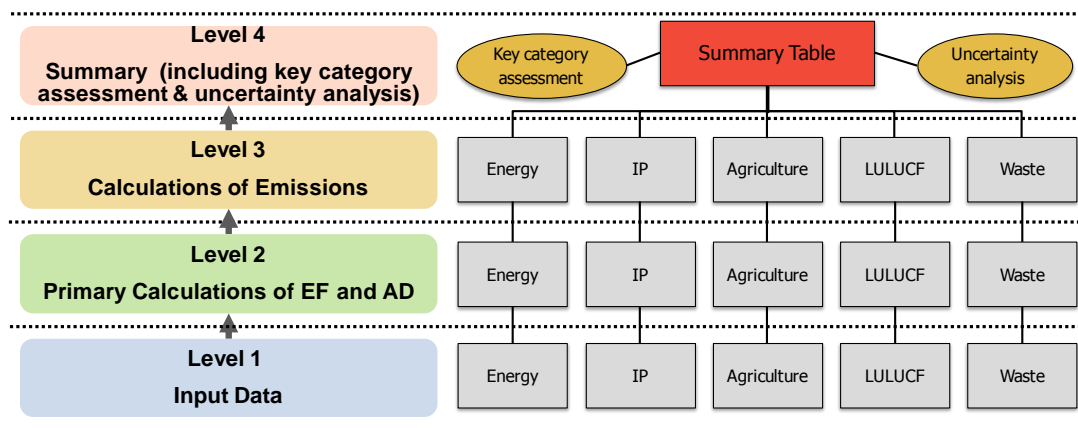 Level 4
Summary (including key category
assessment & uncertainty analysis)
Key category
assessment
Summary Table
Uncertainty
analysis
Level 3
Calculations of Emissions
Energy
IP
Agriculture
LULUCF
Waste
Level 2
Primary Calculations of EF and AD
Energy
IP
Agriculture
LULUCF
Waste
Level 1
Input Data
Energy
IP
Agriculture
LULUCF
Waste